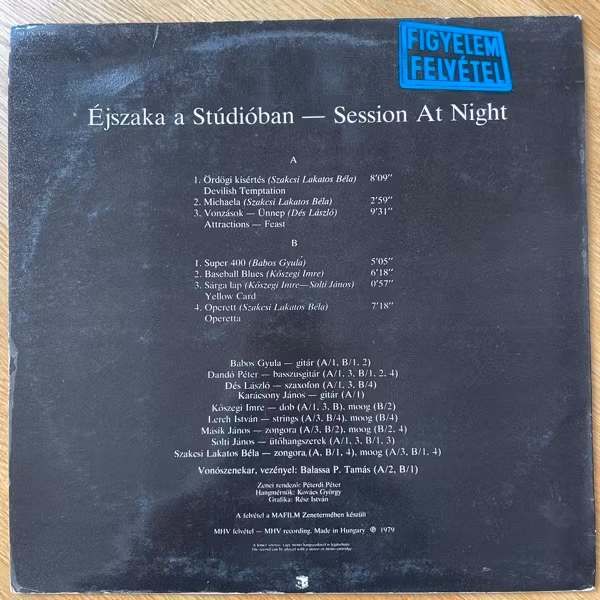 FIGYELEM
FELVÉTEL
Éjszaka a Stúdióban — Session At Night
A
1. Ördögi kísértés (Szakcsi Lakatos Béla) 8′09″
Devilish Temptation
2. Michaela (Szakcsi Lakatos Béla) 2′59″
3. Vonzások — Ünnep (Dés László) 9′31″
Attractions — Feast
B
1. Super 400 (Babos Gyula) 5′05″
2. Baseball Blues (Kőszegi Imre) 6′18″
3. Sárga lap (Kőszegi Imre—Solti János) 0′57″
Yellow Card
4. Operett (Szakcsi Lakatos Béla) 7′18″
Operetta
Babos Gyula — gitár (A/1, B/1, 2)
Dandó Péter — basszusgitár (A/1, 3, B/1, 2, 4)
Dés László — szaxofon (A/1, 3, B/4)
Karácsony János — gitár (A/1)
Kőszegi Imre — dob (A/1, 3, B), moog (B/2)
Lerch István — strings (A/3, B/4), moog (B/4)
Másik János — zongora (A/3, B/2), moog (B/2, 4)
Solti János — ütőhangszerek (A/1, 3, B/1, 3)
Szakcsi Lakatos Béla — zongora (A, B/1, 4), moog (A/3, B/1, 4)
Vonószenekar, vezényel: Balassa P. Tamás (A/2, B/1)
Zenei rendező: Péterdi Péter
Hangmérnök: Kovács György
Grafika: Rész István
A felvétel a MAFILM Zenetermében készült
MHV felvétel — MHV recording. Made in Hungary ℗ 1979